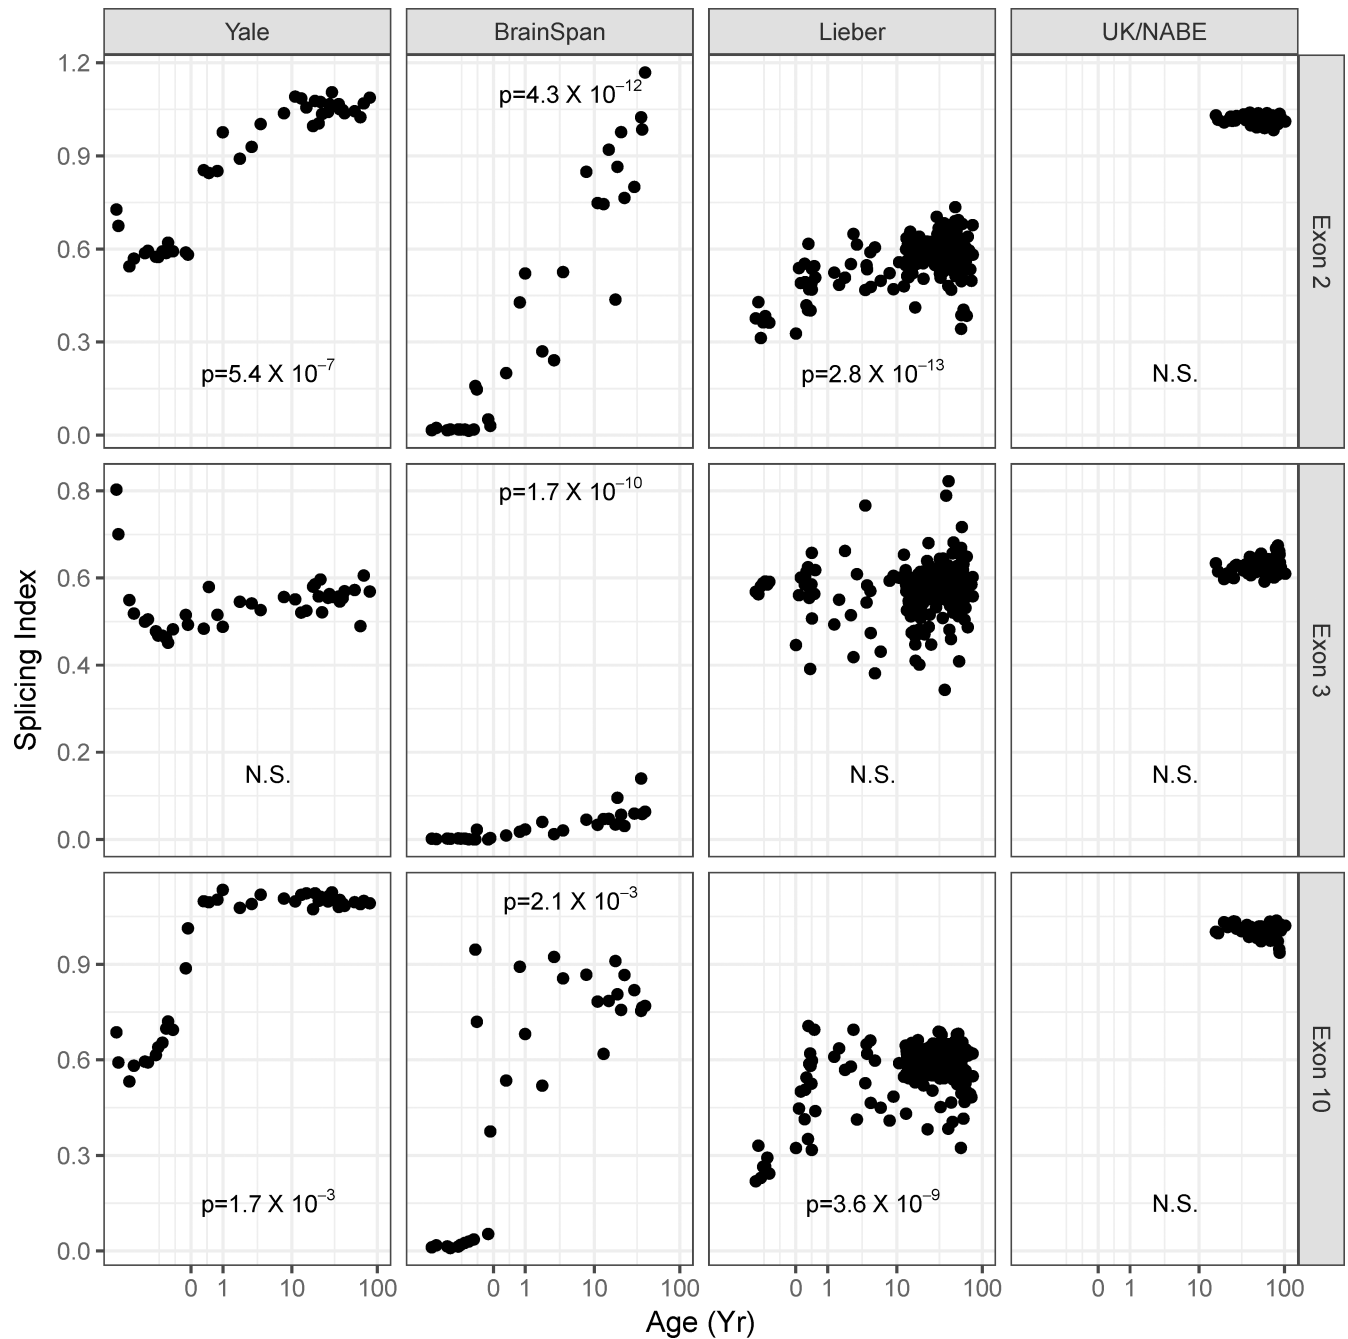 Yale BrainSpan Lieber UK/NABE
1.2
0.9
0.6
0.3
0.0
p=5.4 X 10⁻⁷
p=4.3 X 10⁻¹²
p=2.8 X 10⁻¹³
N.S.
Exon 2
0.8
0.6
0.4
0.2
0.0
N.S.
p=1.7 X 10⁻¹⁰
N.S.
N.S.
Exon 3
0.9
0.6
0.3
0.0
p=1.7 X 10⁻³
p=2.1 X 10⁻³
p=3.6 X 10⁻⁹
N.S.
Exon 10
0 1 10 100 0 1 10 100 0 1 10 100 0 1 10 100
Age (Yr)
Splicing Index